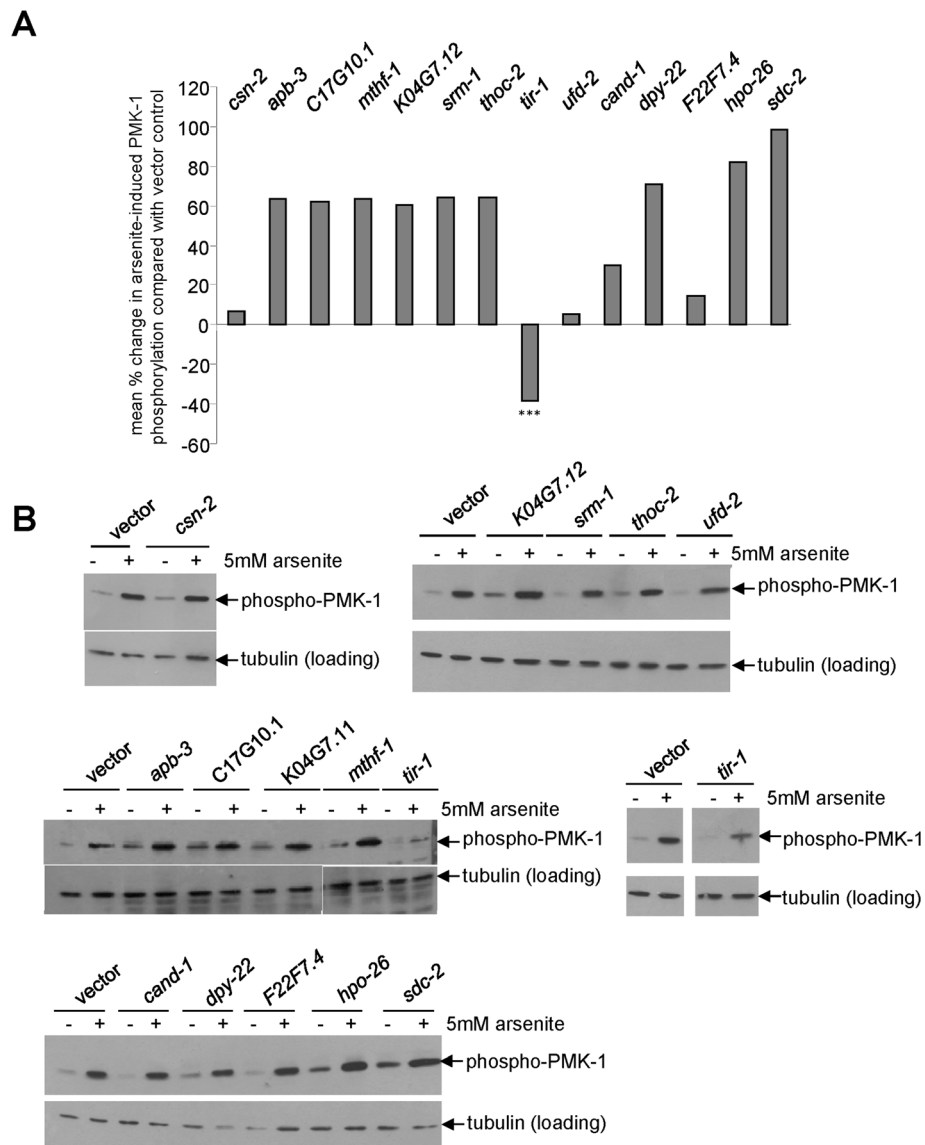 A
csn-2 apb-3 C17G10.1 mthf-1 K04G7.12 srm-1 thoc-2 tir-1 ufd-2 cand-1 dpy-22 F22F7.4 hpo-26 sdc-2
mean % change in arsenite-induced PMK-1
phosphorylation compared with vector control
120
100
80
60
40
20
0
-20
-40
-60
***
B
vector csn-2
- + - + 5mM arsenite
phospho-PMK-1
tubulin (loading)
vector K04G7.12 srm-1 thoc-2 ufd-2
- + - + - + - + - + 5mM arsenite
phospho-PMK-1
tubulin (loading)
vector apb-3 C17G10.1 K04G7.11 mthf-1 tir-1
- + - + - + - + - + - + 5mM arsenite
phospho-PMK-1
tubulin (loading)
vector tir-1
- + - + 5mM arsenite
phospho-PMK-1
tubulin (loading)
vector cand-1 dpy-22 F22F7.4 hpo-26 sdc-2
- + - + - + - + - + - + 5mM arsenite
phospho-PMK-1
tubulin (loading)